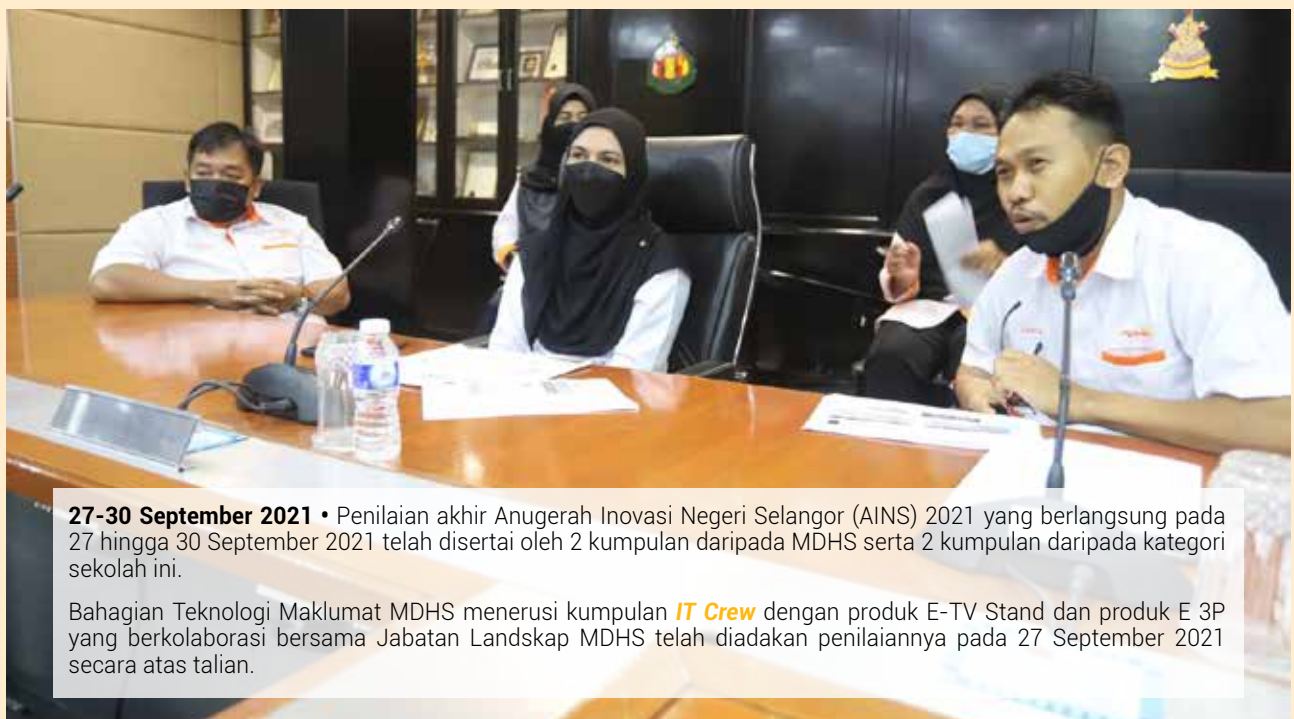 27-30 September 2021 • Penilaian akhir Anugerah Inovasi Negeri Selangor (AINS) 2021 yang berlangsung pada
27 hingga 30 September 2021 telah disertai oleh 2 kumpulan daripada MDHS serta 2 kumpulan daripada kategori
sekolah ini.
Bahagian Teknologi Maklumat MDHS menerusi kumpulan IT Crew dengan produk E-TV Stand dan produk E 3P
yang berkolaborasi bersama Jabatan Landskap MDHS telah diadakan penilaiannya pada 27 September 2021
secara atas talian.